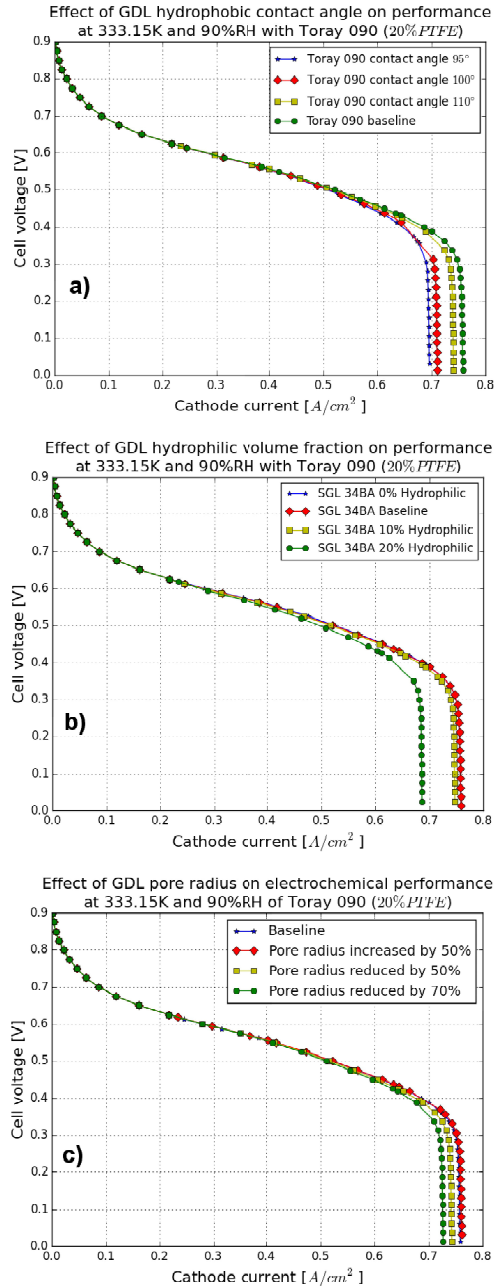 Effect of GDL hydrophobic contact angle on performance
at 333.15K and 90%RH with Toray 090 (20%PTFE)
Toray 090 contact angle 95°
Toray 090 contact angle 100°
Toray 090 contact angle 110°
Toray 090 baseline
Cell voltage [V]
0.9
0.8
0.7
0.6
0.5
0.4
0.3
0.2
0.1
0.0
a)
0.0 0.1 0.2 0.3 0.4 0.5 0.6 0.7 0.8
Cathode current [A/cm²]
Effect of GDL hydrophilic volume fraction on performance
at 333.15K and 90%RH with Toray 090 (20%PTFE)
SGL 34BA 0% Hydrophilic
SGL 34BA Baseline
SGL 34BA 10% Hydrophilic
SGL 34BA 20% Hydrophilic
Cell voltage [V]
0.9
0.8
0.7
0.6
0.5
0.4
0.3
0.2
0.1
0.0
b)
0.0 0.1 0.2 0.3 0.4 0.5 0.6 0.7 0.8
Cathode current [A/cm²]
Effect of GDL pore radius on electrochemical performance
at 333.15K and 90%RH of Toray 090 (20%PTFE)
Baseline
Pore radius increased by 50%
Pore radius reduced by 50%
Pore radius reduced by 70%
Cell voltage [V]
0.9
0.8
0.7
0.6
0.5
0.4
0.3
0.2
0.1
0.0
c)
0.0 0.1 0.2 0.3 0.4 0.5 0.6 0.7 0.8
Cathode current [A/cm²]